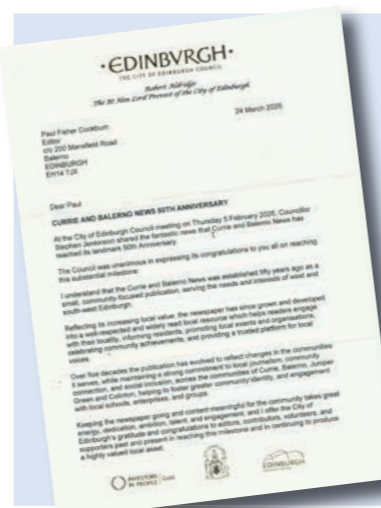 ·EDINBVRGH·
THE CITY OF EDINBURGH COUNCIL
Robert Aldridge
The Rt Hon Lord Provost of the City of Edinburgh
24 March 2026
Paul Fisher Cockburn
Editor
c/o 200 Mansfield Road
Balerno
EDINBURGH
EH14 7JX
Dear Paul
CURRIE AND BALERNO NEWS 50TH ANNIVERSARY
At the City of Edinburgh Council meeting on Thursday 5 February 2026, Councillor
Stephen Jenkinson shared the fantastic news that Currie and Balerno News has
reached its landmark 50th Anniversary.
The Council was unanimous in expressing its congratulations to you all on reaching
this substantial milestone.
I understand that the Currie and Balerno News was established fifty years ago as a
small, community-focused publication, serving the needs and interests of west and
south-west Edinburgh.
Reflecting its increasing local value, the newspaper has since grown and developed
into a well-respected and widely read local resource which helps readers engage
with their locality, informing residents, promoting local events and organisations,
celebrating community achievements, and providing a trusted platform for local
voices.
Over five decades the publication has evolved to reflect changes in the communities
it serves, while maintaining a strong commitment to local journalism, community
connection, and social inclusion, across the communities of Currie, Balerno, Juniper
Green and Colinton, helping to foster greater community identity, and engagement
with local schools, enterprises, and groups.
Keeping the newspaper going and content meaningful for the community takes great
energy, dedication, ambition, talent, and engagement, and I offer the City of
Edinburgh's gratitude and congratulations to editors, contributors, volunteers, and
supporters past and present in reaching this milestone and in continuing to produce
a highly valued local asset.
INVESTORS
IN PEOPLE Gold
EDINBURGH